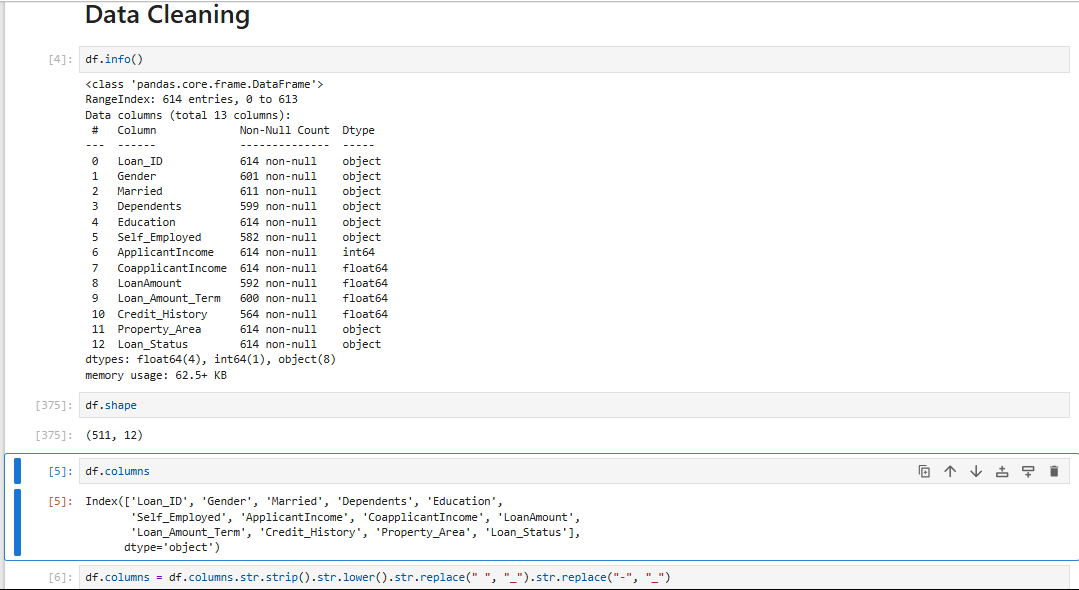 Data Cleaning
[4]: df.info()
<class 'pandas.core.frame.DataFrame'>
RangeIndex: 614 entries, 0 to 613
Data columns (total 13 columns):
#   Column             Non-Null Count  Dtype
---  ------             --------------  -----
0   Loan_ID            614 non-null    object
1   Gender             601 non-null    object
2   Married            611 non-null    object
3   Dependents         599 non-null    object
4   Education          614 non-null    object
5   Self_Employed      582 non-null    object
6   ApplicantIncome    614 non-null    int64
7   CoapplicantIncome  614 non-null    float64
8   LoanAmount         592 non-null    float64
9   Loan_Amount_Term   600 non-null    float64
10  Credit_History     564 non-null    float64
11  Property_Area      614 non-null    object
12  Loan_Status        614 non-null    object
dtypes: float64(4), int64(1), object(8)
memory usage: 62.5+ KB
[375]: df.shape
[375]: (511, 12)
[5]: df.columns
[5]: Index(['Loan_ID', 'Gender', 'Married', 'Dependents', 'Education',
'Self_Employed', 'ApplicantIncome', 'CoapplicantIncome', 'LoanAmount',
'Loan_Amount_Term', 'Credit_History', 'Property_Area', 'Loan_Status'],
dtype='object')
[6]: df.columns = df.columns.str.strip().str.lower().str.replace(" ", "_").str.replace("-", "_")